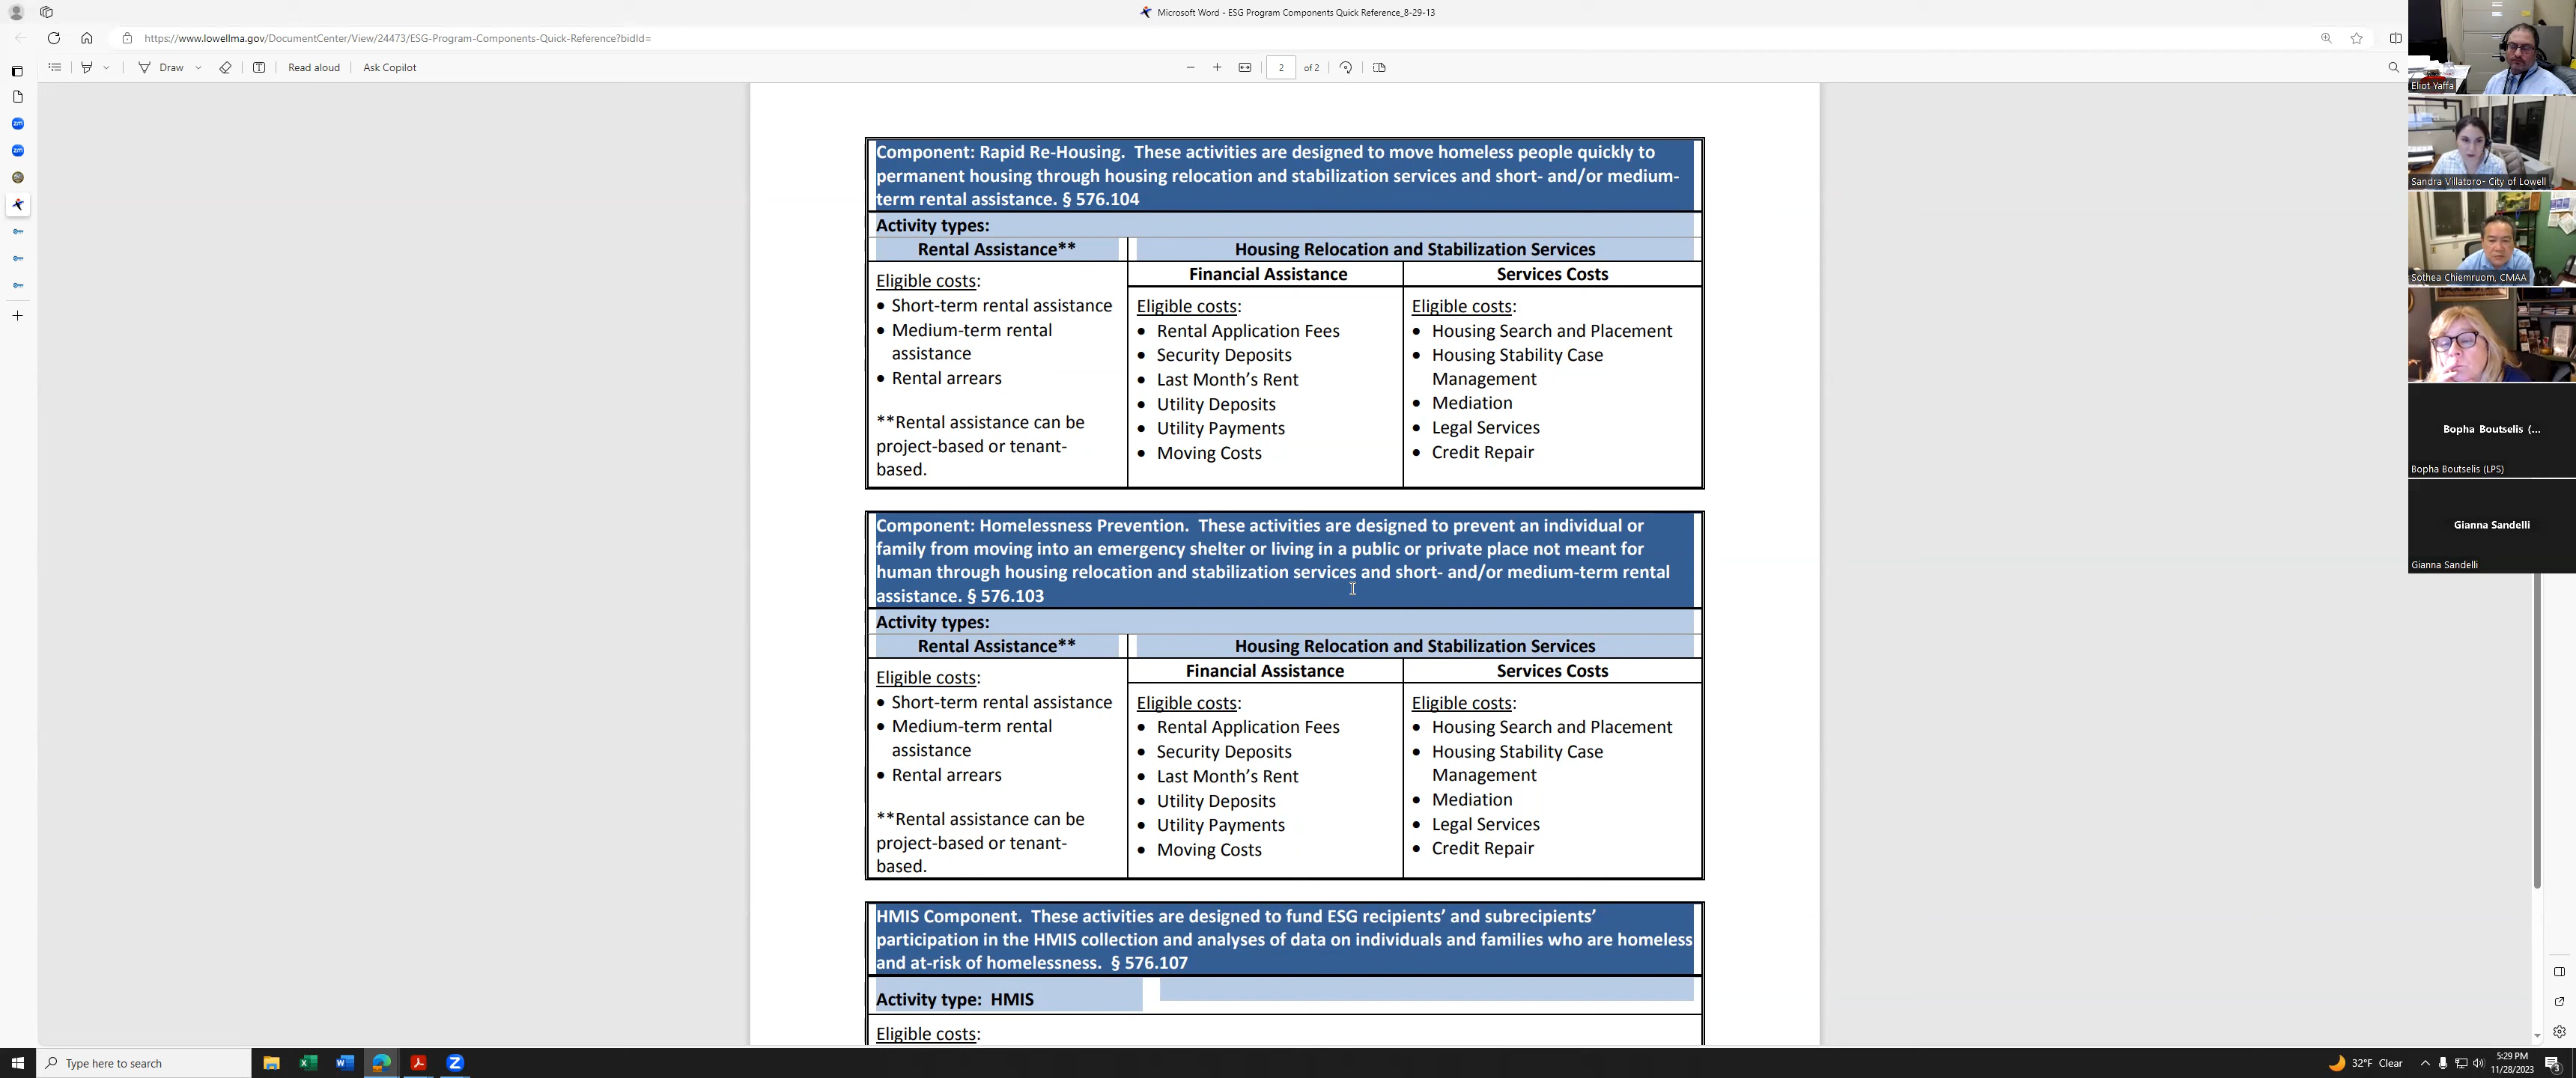 Microsoft Word - ESG Program Components Quick Reference_8-29-13
https://www.lowellma.gov/DocumentCenter/View/24473/ESG-Program-Components-Quick-Reference?bidId=
Draw
Read aloud
Ask Copilot
2
of 2
Component: Rapid Re-Housing. These activities are designed to move homeless people quickly to
permanent housing through housing relocation and stabilization services and short- and/or medium-
term rental assistance. § 576.104
Activity types:
Rental Assistance**
Housing Relocation and Stabilization Services
Eligible costs:
• Short-term rental assistance
• Medium-term rental
assistance
• Rental arrears
**Rental assistance can be
project-based or tenant-
based.
Financial Assistance
Eligible costs:
• Rental Application Fees
• Security Deposits
• Last Month’s Rent
• Utility Deposits
• Utility Payments
• Moving Costs
Services Costs
Eligible costs:
• Housing Search and Placement
• Housing Stability Case
Management
• Mediation
• Legal Services
• Credit Repair
Component: Homelessness Prevention. These activities are designed to prevent an individual or
family from moving into an emergency shelter or living in a public or private place not meant for
human through housing relocation and stabilization services and short- and/or medium-term rental
assistance. § 576.103
Activity types:
Rental Assistance**
Housing Relocation and Stabilization Services
Eligible costs:
• Short-term rental assistance
• Medium-term rental
assistance
• Rental arrears
**Rental assistance can be
project-based or tenant-
based.
Financial Assistance
Eligible costs:
• Rental Application Fees
• Security Deposits
• Last Month’s Rent
• Utility Deposits
• Utility Payments
• Moving Costs
Services Costs
Eligible costs:
• Housing Search and Placement
• Housing Stability Case
Management
• Mediation
• Legal Services
• Credit Repair
HMIS Component. These activities are designed to fund ESG recipients’ and subrecipients’
participation in the HMIS collection and analyses of data on individuals and families who are homeless
and at-risk of homelessness. § 576.107
Activity type: HMIS
Eligible costs:
Eliot Yaffa
Sandra Villatoro- City of Lowell
Sothea Chiemruom, CMAA
Bopha Boutselis (...
Bopha Boutselis (LPS)
Gianna Sandelli
Gianna Sandelli
zm
zm
Type here to search
32°F Clear
5:29 PM
11/28/2023
3